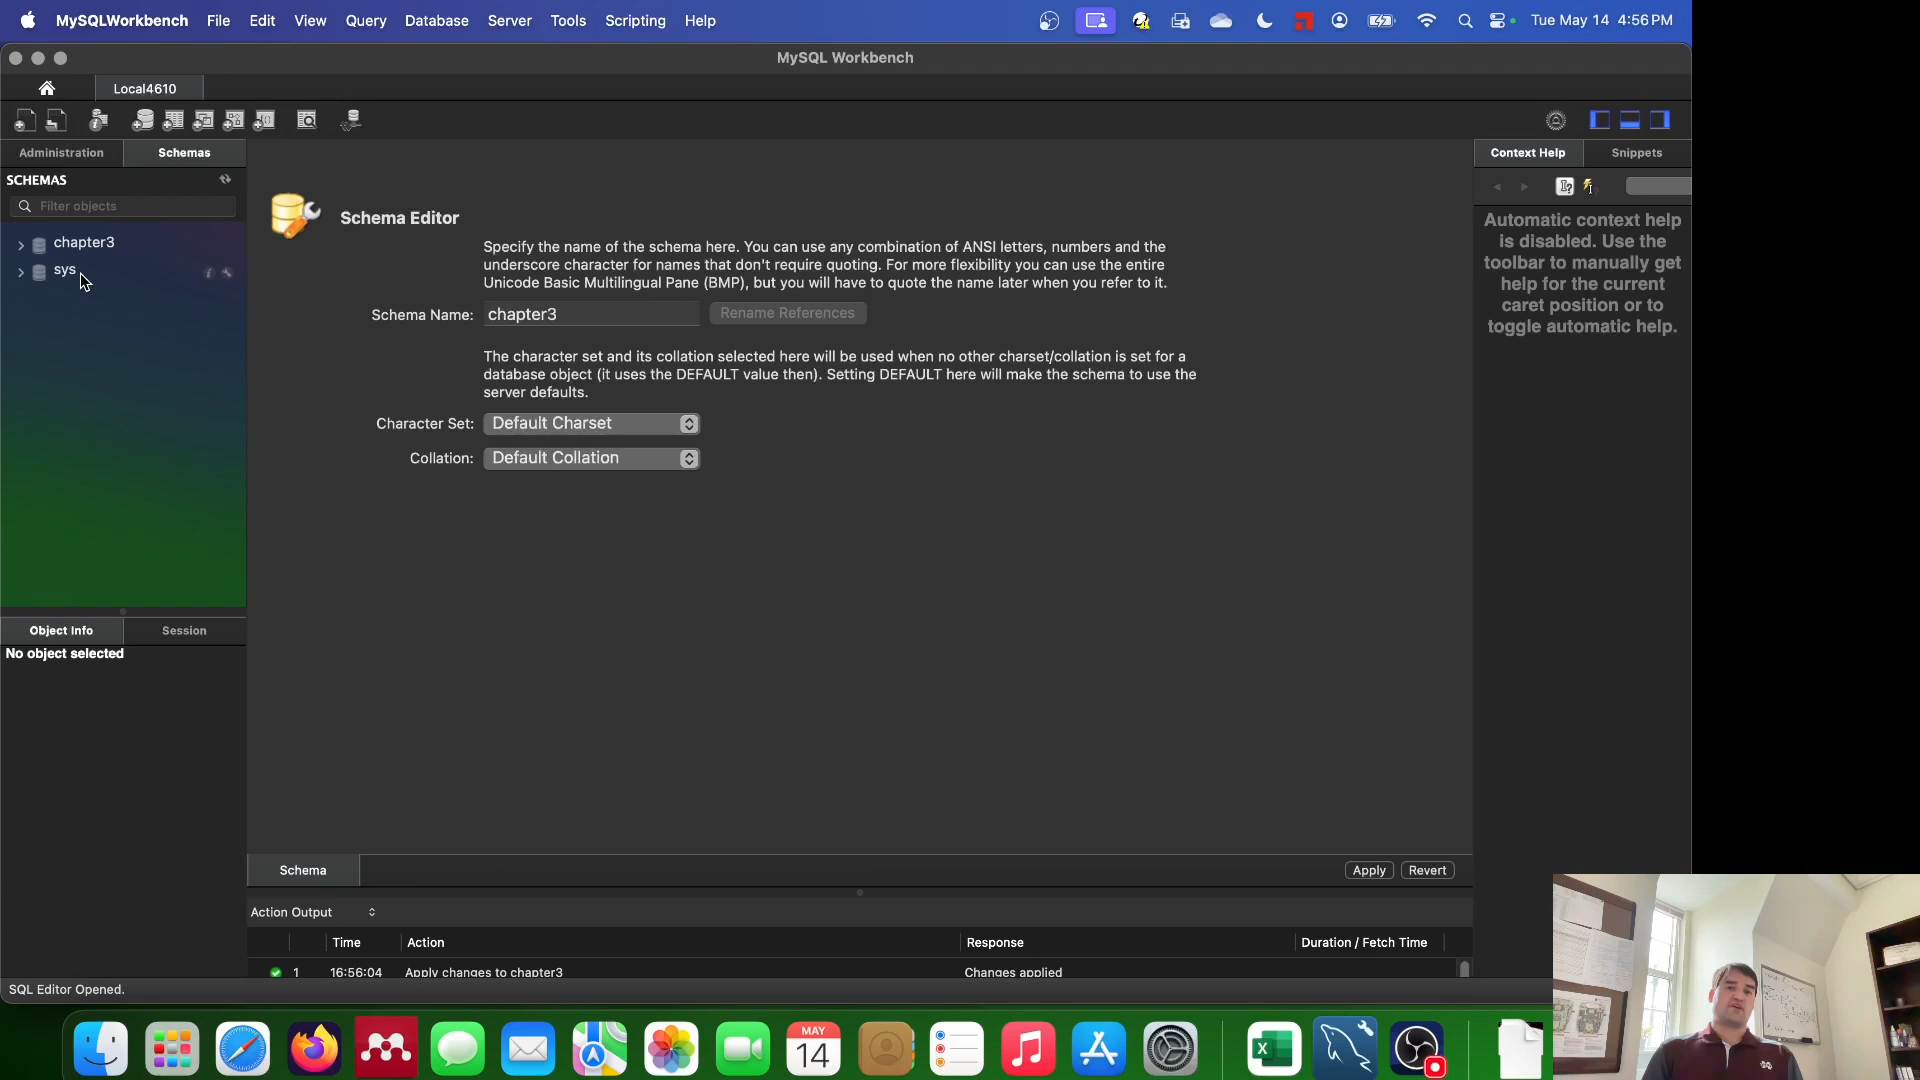 MySQLWorkbench File Edit View Query Database Server Tools Scripting Help Tue May 14 4:56 PM
MySQL Workbench
Local4610
Administration Schemas
Context Help Snippets
SCHEMAS
Filter objects
chapter3
sys
Schema Editor
Specify the name of the schema here. You can use any combination of ANSI letters, numbers and the
underscore character for names that don't require quoting. For more flexibility you can use the entire
Unicode Basic Multilingual Pane (BMP), but you will have to quote the name later when you refer to it.
Schema Name: chapter3 Rename References
The character set and its collation selected here will be used when no other charset/collation is set for a
database object (it uses the DEFAULT value then). Setting DEFAULT here will make the schema to use the
server defaults.
Character Set: Default Charset
Collation: Default Collation
Automatic context help
is disabled. Use the
toolbar to manually get
help for the current
caret position or to
toggle automatic help.
Object Info Session
No object selected
Schema Apply Revert
Action Output
Time Action Response Duration / Fetch Time
1 16:56:04 Apply changes to chapter3 Changes applied
SQL Editor Opened.
MAY
14